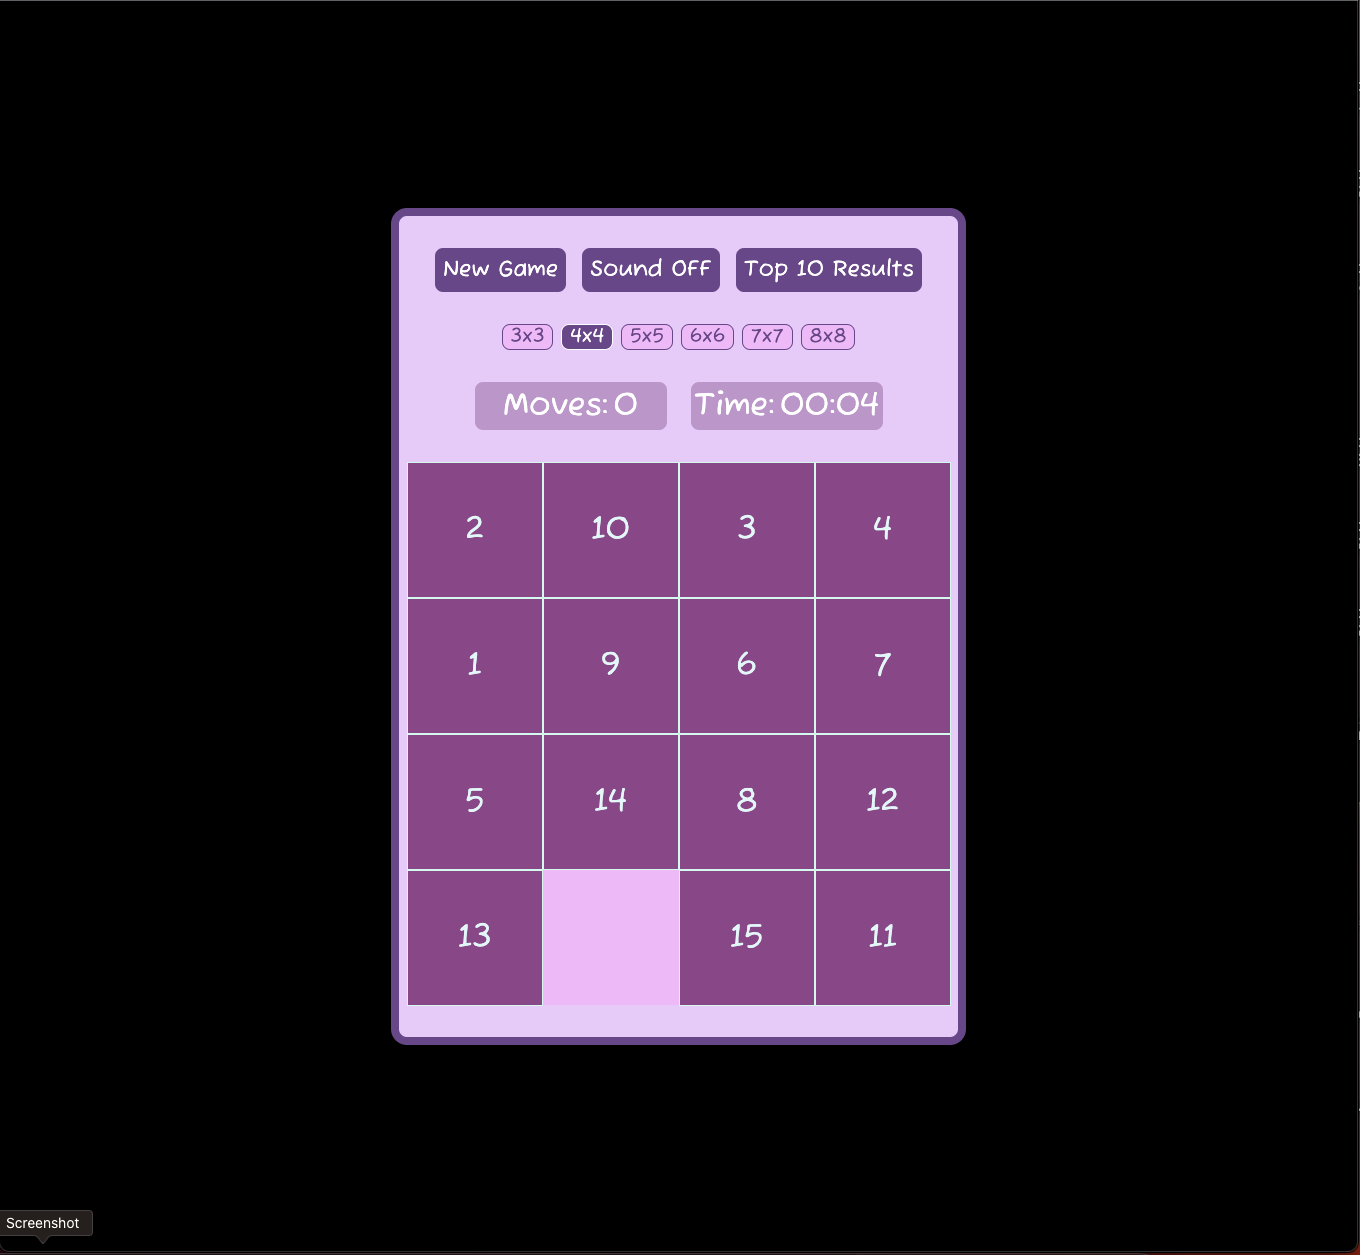 New Game Sound Off Top 10 Results
3x3 4x4 5x5 6x6 7x7 8x8
Moves: 0 Time: 00:04
2 10 3 4
1 9 6 7
5 14 8 12
13 15 11
Screenshot